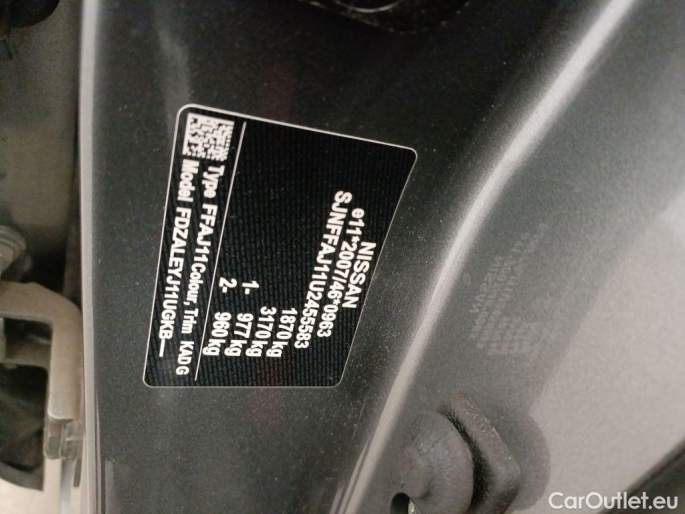 NISSAN
e11*2007/46*0963
SJNFFAJ11U2455583
1870 kg
3170 kg
1- 977 kg
2- 960 kg
Type FFAJ11 Colour, Trim KAD G
Model FDZALEYJ11UGKB--
CarOutlet.eu